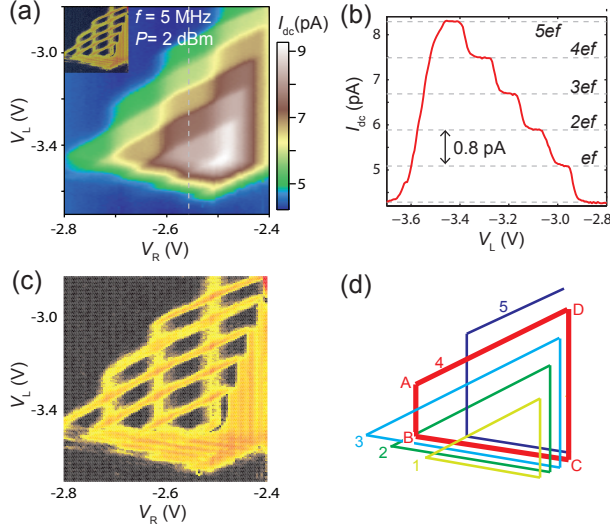 (a)
f = 5 MHz
P= 2 dBm
I_dc(pA)
9
8
7
6
5
-3.0
-3.4
V_L (V)
-2.8
-2.6
-2.4
V_R (V)
(b)
8
7
6
5
I_dc (pA)
5ef
4ef
3ef
2ef
ef
0.8 pA
-3.6
-3.4
-3.2
-3.0
-2.8
V_L (V)
(c)
-3.0
-3.4
V_L (V)
-2.8
-2.6
-2.4
V_R (V)
(d)
5
D
4
A
B
3
2
1
C